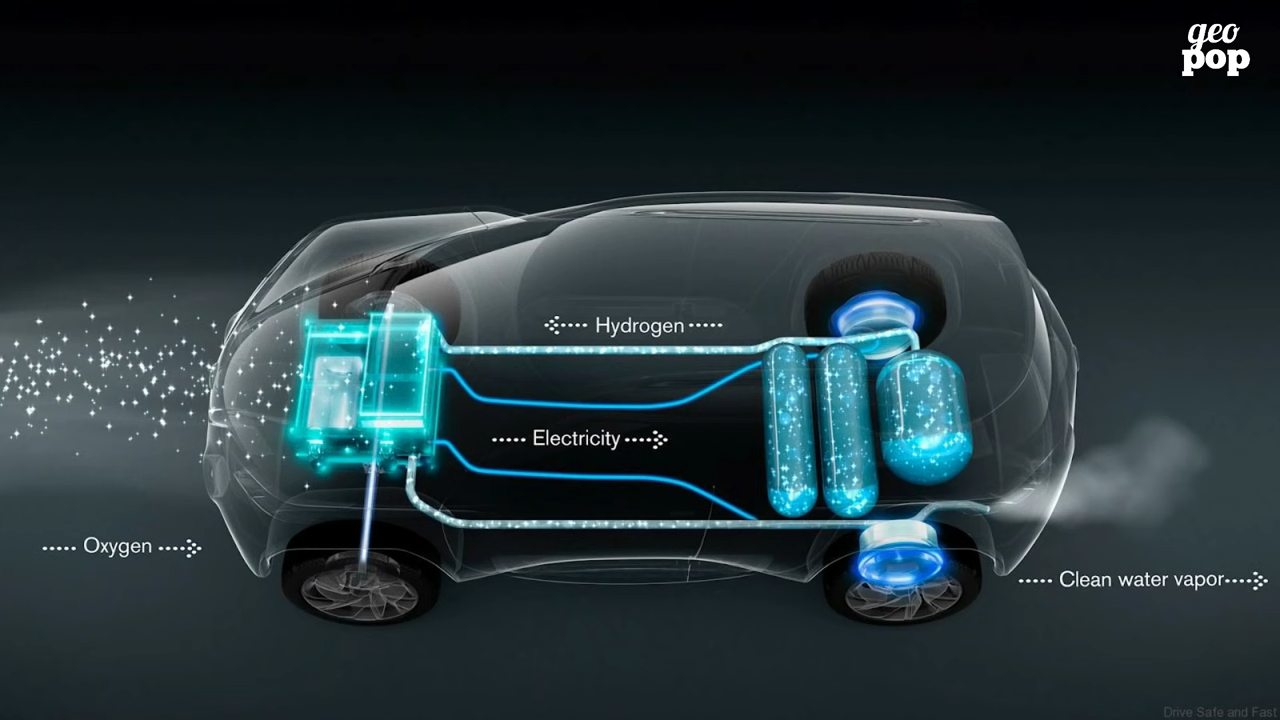 geo
pop
Hydrogen
Electricity
Oxygen
Clean water vapor
Drive Safe and Fast